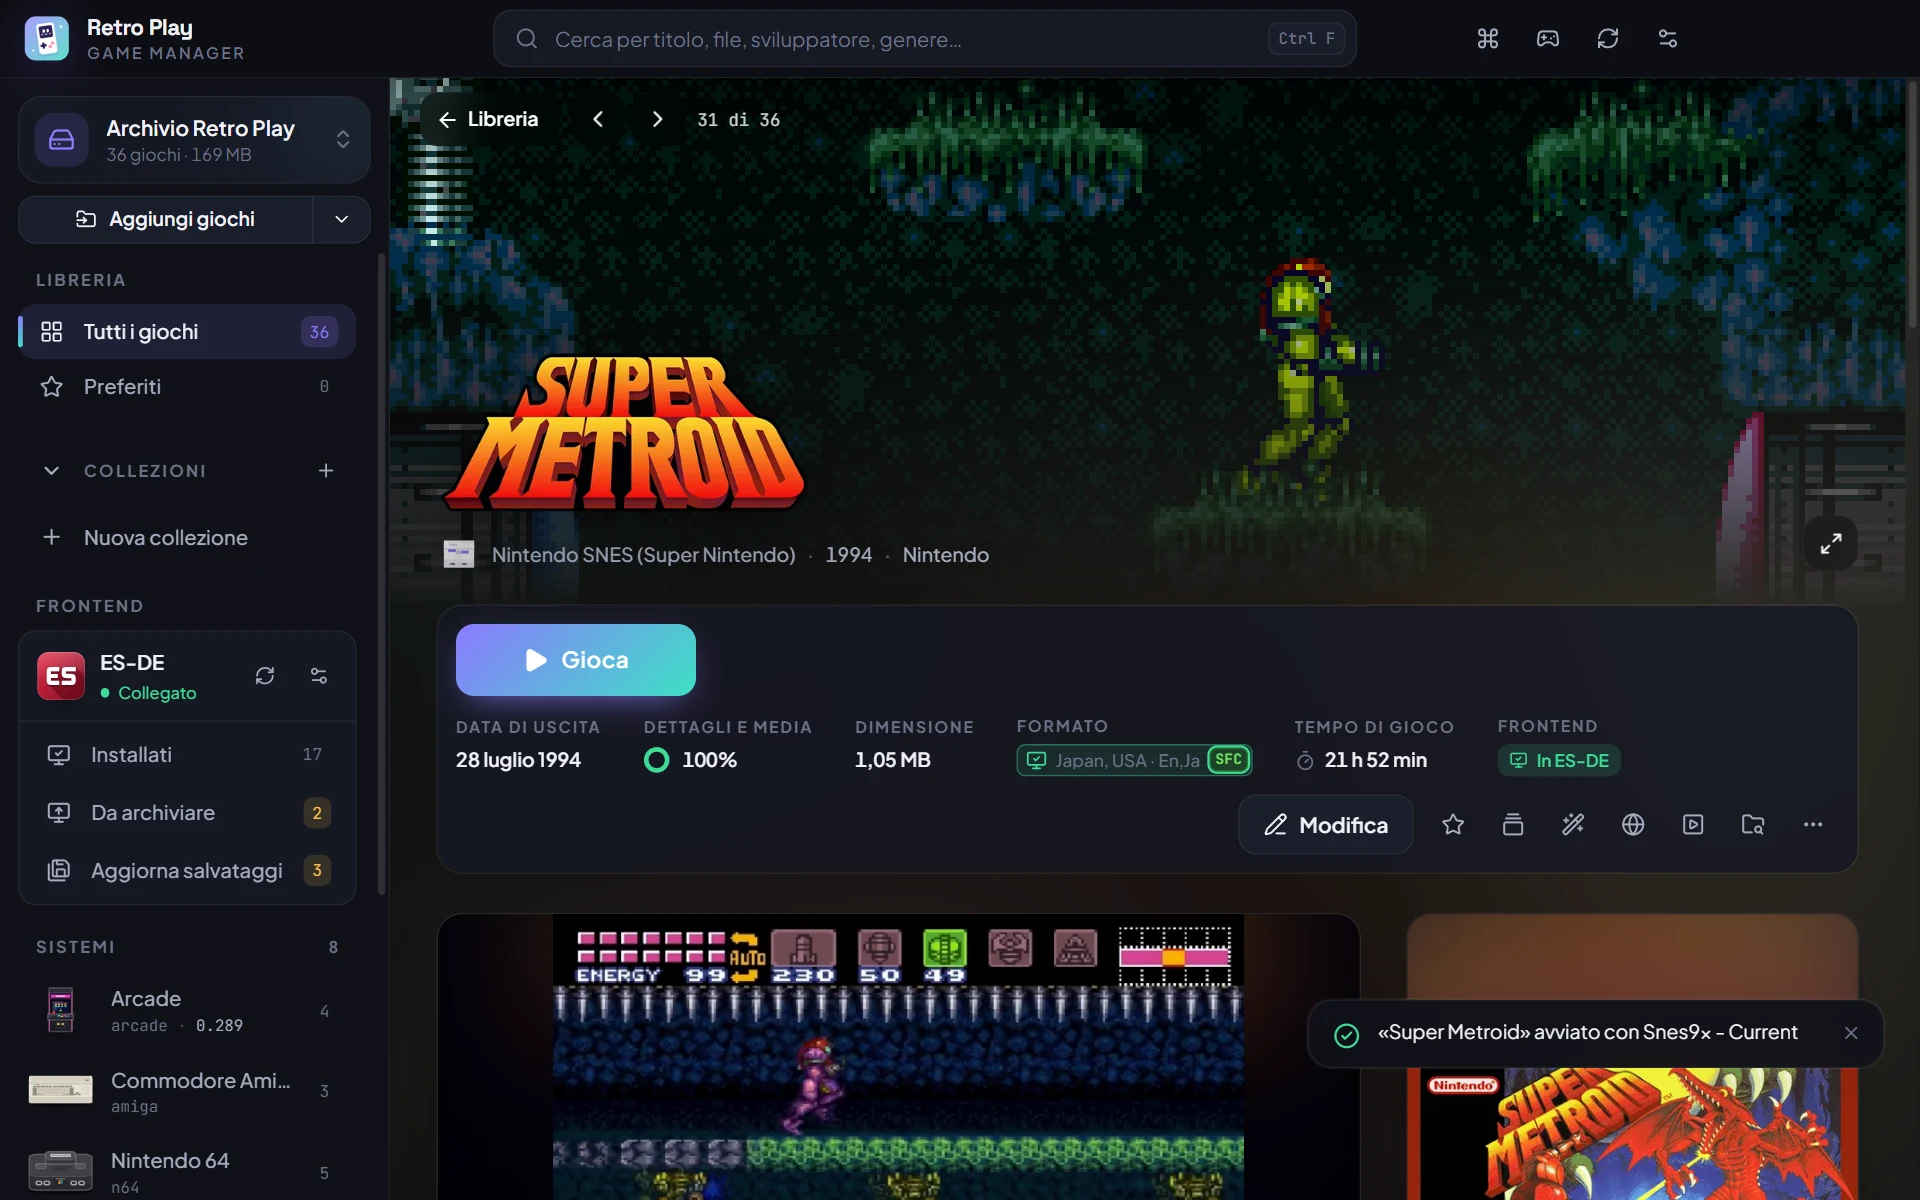 Retro Play
GAME MANAGER
Cerca per titolo, file, sviluppatore, genere...
Ctrl F
Archivio Retro Play
36 giochi · 169 MB
Aggiungi giochi
LIBRERIA
Tutti i giochi
36
Preferiti
0
COLLEZIONI
Nuova collezione
FRONTEND
ES
ES-DE
Collegato
Installati
17
Da archiviare
2
Aggiorna salvataggi
3
SISTEMI
8
Arcade
arcade · 0.289
4
Commodore Ami...
amiga
3
Nintendo 64
n64
5
Libreria
31 di 36
SUPER
METROID
Nintendo SNES (Super Nintendo) · 1994 · Nintendo
Gioca
DATA DI USCITA
28 luglio 1994
DETTAGLI E MEDIA
100%
DIMENSIONE
1,05 MB
FORMATO
Japan, USA · En,Ja
SFC
TEMPO DI GIOCO
21 h 52 min
FRONTEND
In ES-DE
Modifica
AUTO
ENERGY 99 230 50 49
«Super Metroid» avviato con Snes9x - Current
Nintendo
SUPER
METROID